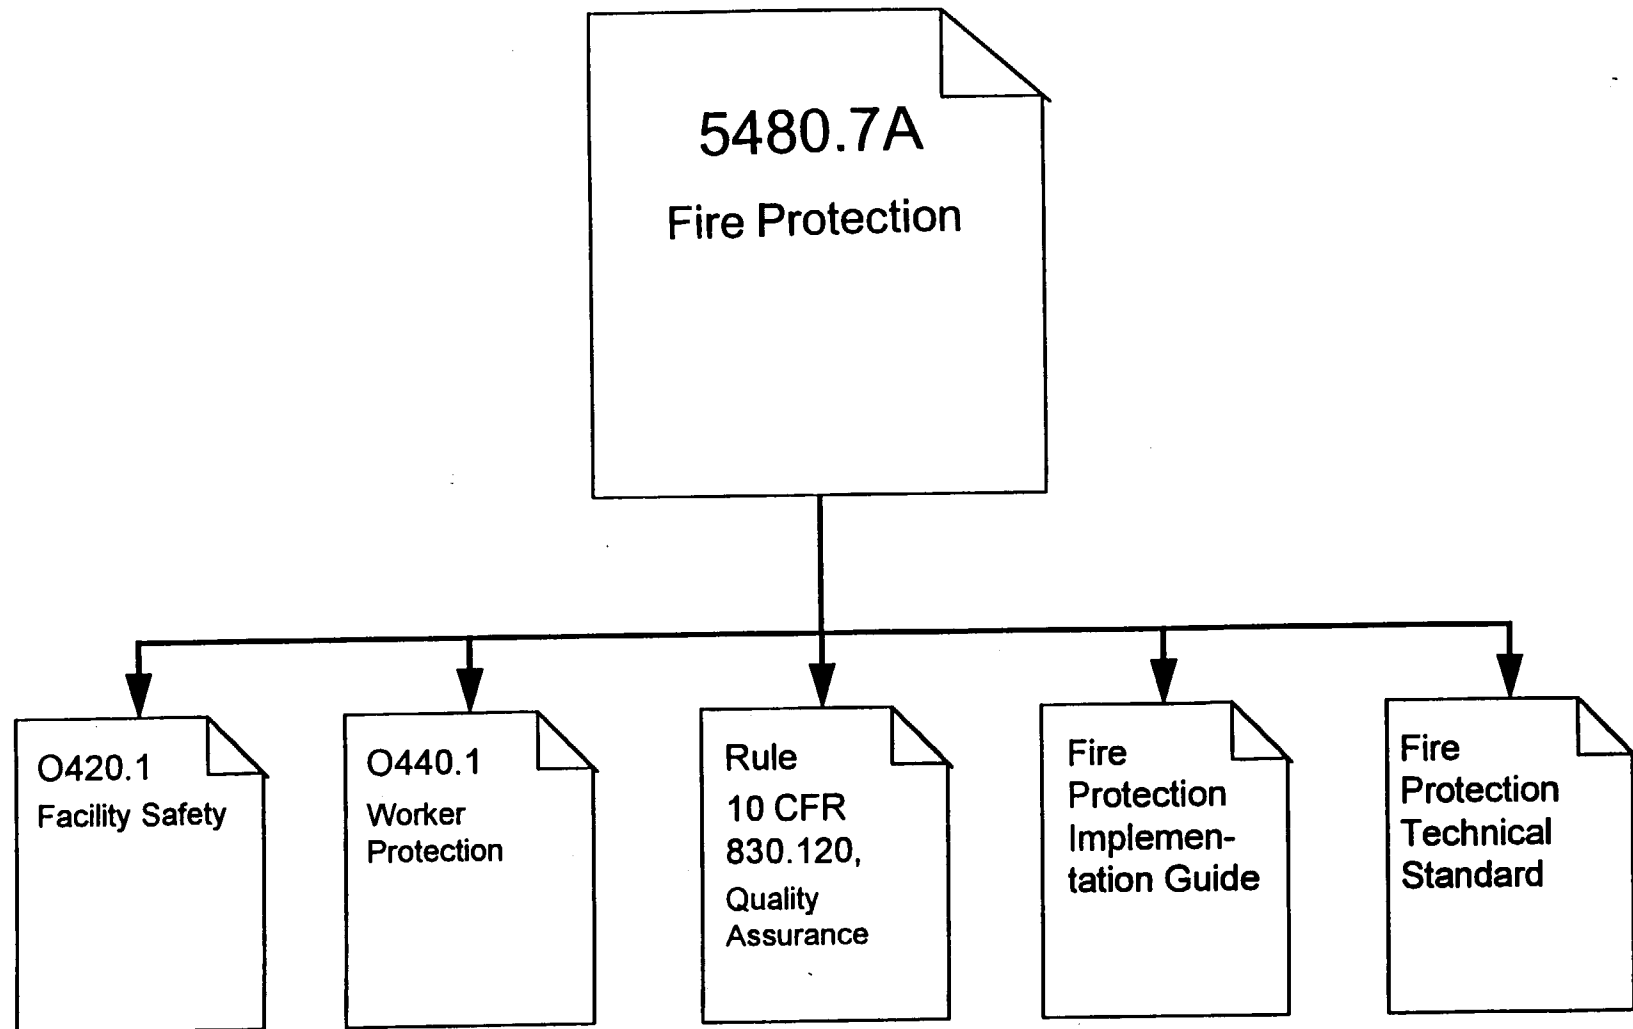 5480.7A
Fire Protection
O420.1
Facility Safety
O440.1
Worker
Protection
Rule
10 CFR
830.120,
Quality
Assurance
Fire
Protection
Implemen-
tation Guide
Fire
Protection
Technical
Standard